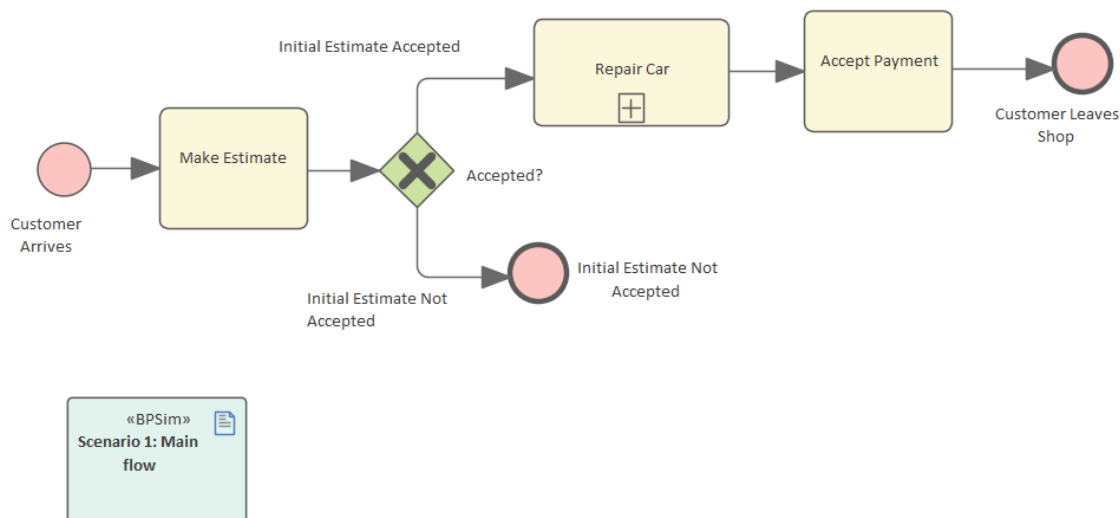 Initial Estimate Accepted
Repair Car
Accept Payment
Customer Leaves
Shop
Make Estimate
Accepted?
Customer
Arrives
Initial Estimate Not
Accepted
Initial Estimate Not
Accepted
«BPSim»
Scenario 1: Main
flow